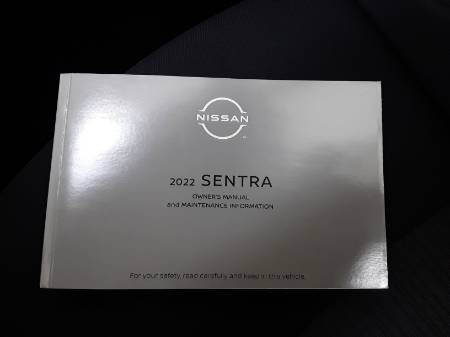 NISSAN
2022 SENTRA
OWNER'S MANUAL
and MAINTENANCE INFORMATION
For your safety, read carefully and keep in this vehicle.